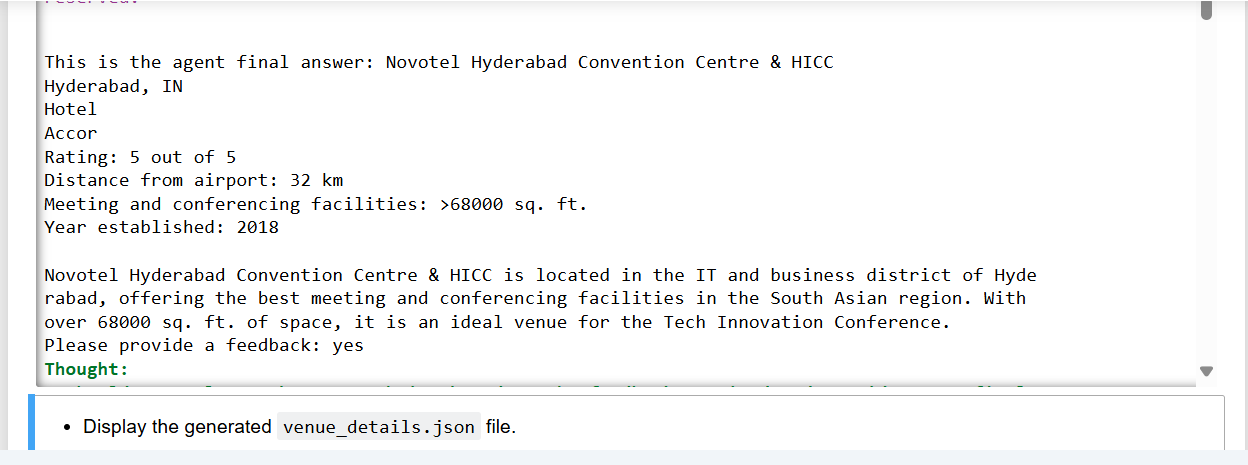 This is the agent final answer: Novotel Hyderabad Convention Centre & HICC
Hyderabad, IN
Hotel
Accor
Rating: 5 out of 5
Distance from airport: 32 km
Meeting and conferencing facilities: >68000 sq. ft.
Year established: 2018
Novotel Hyderabad Convention Centre & HICC is located in the IT and business district of Hyde
rabad, offering the best meeting and conferencing facilities in the South Asian region. With
over 68000 sq. ft. of space, it is an ideal venue for the Tech Innovation Conference.
Please provide a feedback: yes
Thought:
• Display the generated venue_details.json file.